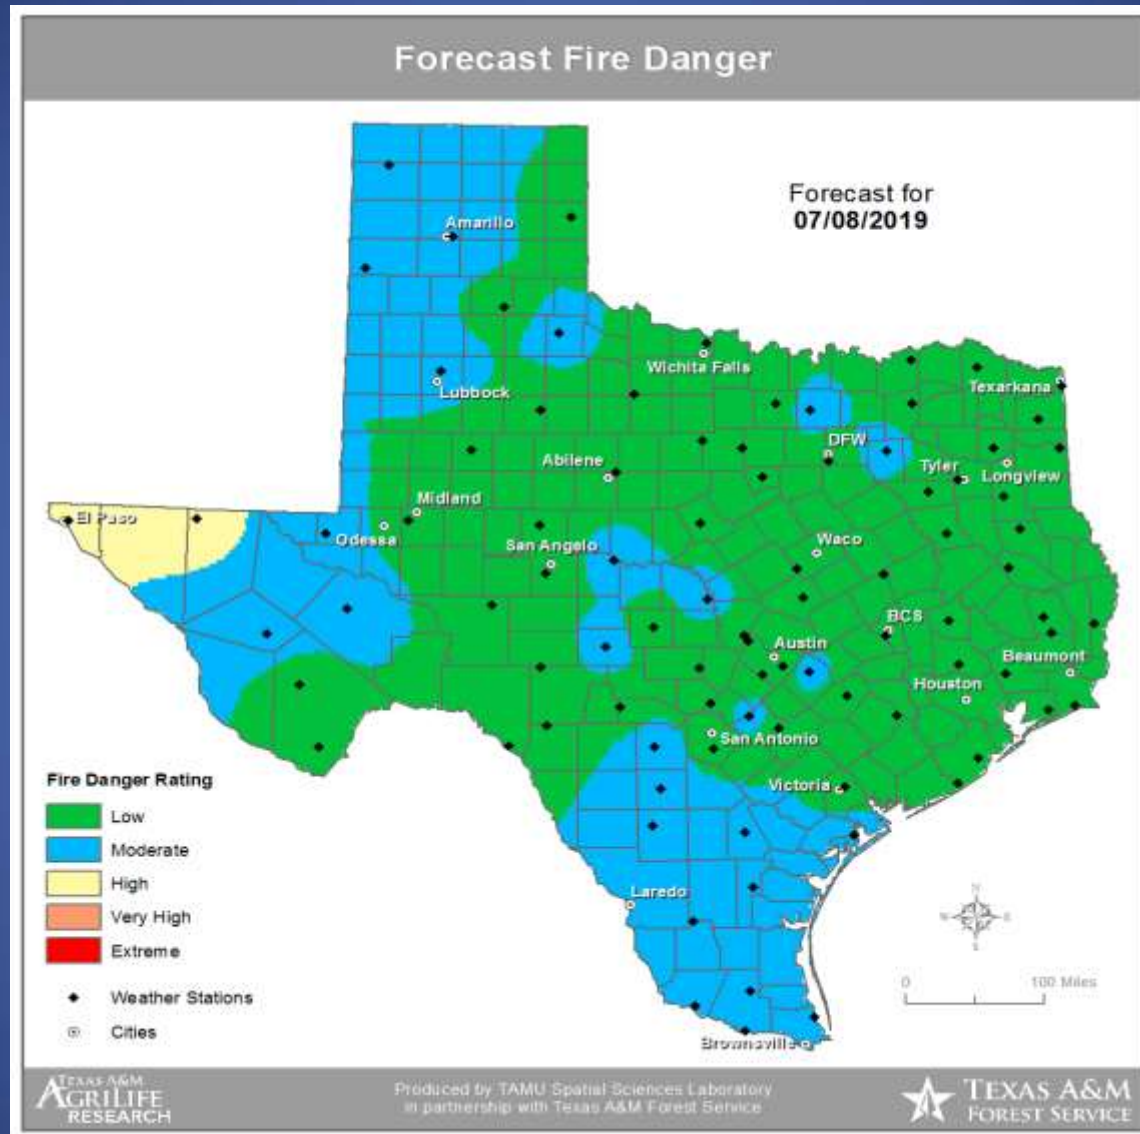 Forecast Fire Danger
Forecast for
07/08/2019
Amarillo
Wichita Falls
Lubbock
Texarkana
DFW
Abilene
Tyler
Longview
Midland
El Paso
Odessa
San Angelo
Waco
BCS
Austin
Beaumont
Houston
San Antonio
Victoria
Laredo
Brownsville
Fire Danger Rating
Low
Moderate
High
Very High
Extreme
Weather Stations
Cities
N
W
E
S
0
100 Miles
TEXAS A&M
AGRILIFE
RESEARCH
Produced by TAMU Spatial Sciences Laboratory
in partnership with Texas A&M Forest Service
TEXAS A&M
FOREST SERVICE